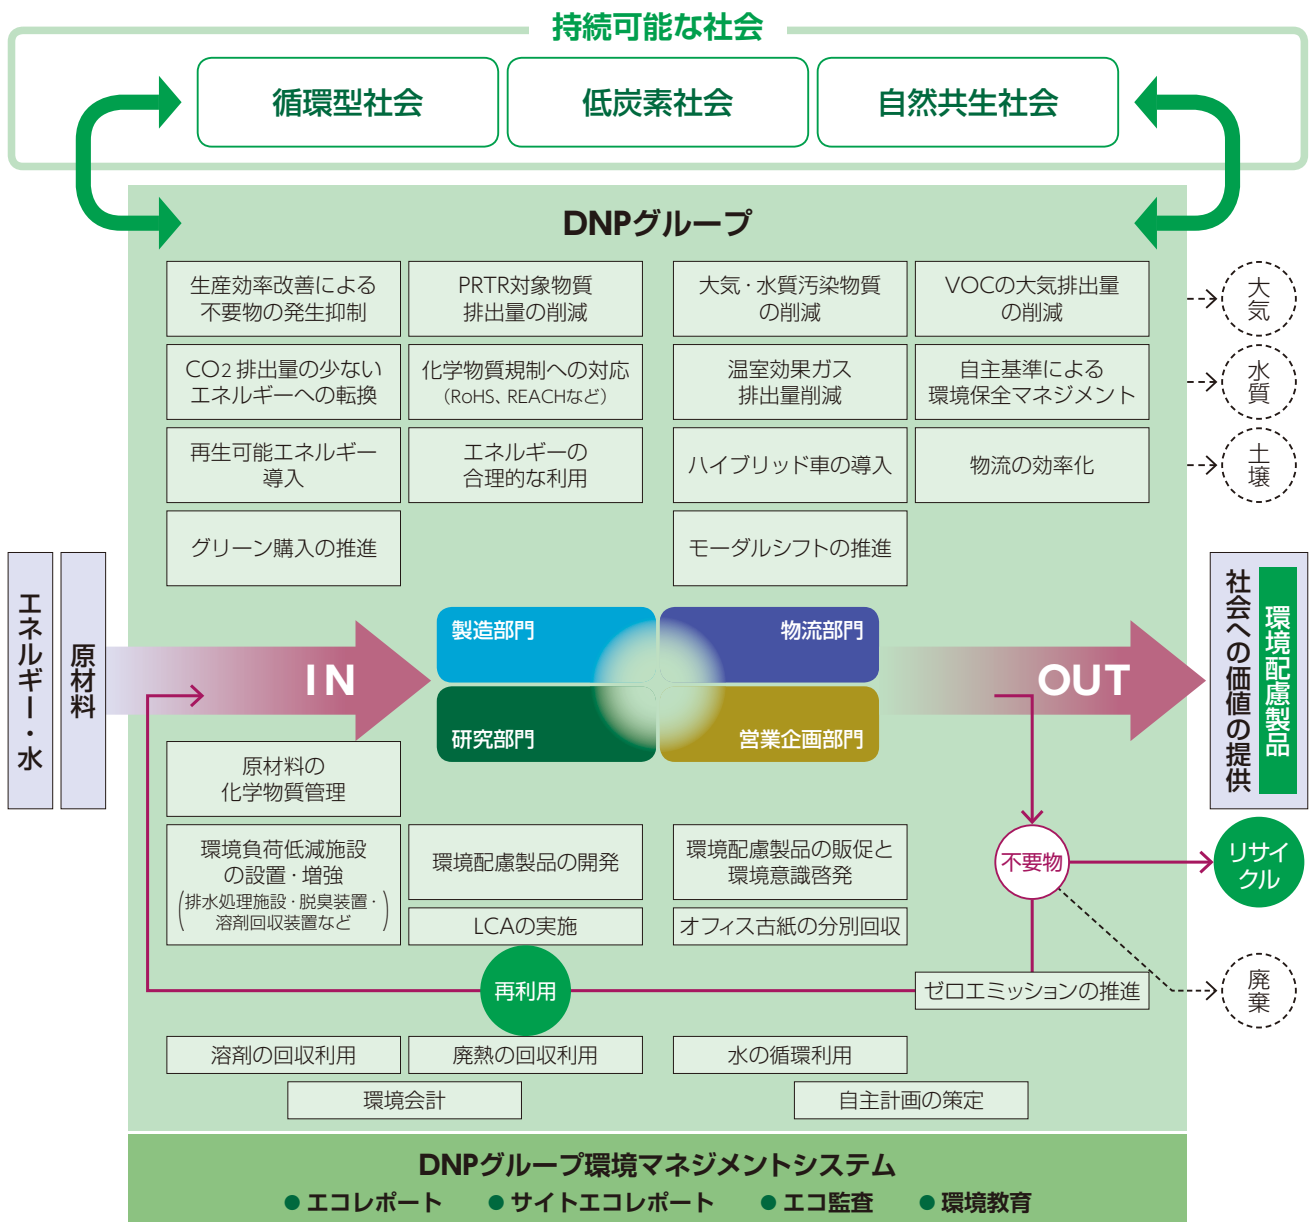 持続可能な社会
循環型社会
低炭素社会
自然共生社会
DNPグループ
生産効率改善による
不要物の発生抑制
PRTR対象物質
排出量の削減
大気・水質汚染物質
の削減
VOCの大気排出量
の削減
大気
CO2 排出量の少ない
エネルギーへの転換
化学物質規制への対応
（RoHS、REACHなど）
温室効果ガス
排出量削減
自主基準による
環境保全マネジメント
水質
再生可能エネルギー
導入
エネルギーの
合理的な利用
ハイブリッド車の導入
物流の効率化
土壌
グリーン購入の推進
モーダルシフトの推進
エネルギー・水
原材料
IN
製造部門
物流部門
研究部門
営業企画部門
OUT
社会への価値の提供
環境配慮製品
原材料の
化学物質管理
環境負荷低減施設
の設置・増強
（排水処理施設・脱臭装置・
溶剤回収装置など）
環境配慮製品の開発
環境配慮製品の販促と
環境意識啓発
不要物
リサイ
クル
LCAの実施
オフィス古紙の分別回収
再利用
ゼロエミッションの推進
廃棄
溶剤の回収利用
廃熱の回収利用
水の循環利用
環境会計
自主計画の策定
DNPグループ環境マネジメントシステム
●エコレポート
●サイトエコレポート
●エコ監査
●環境教育